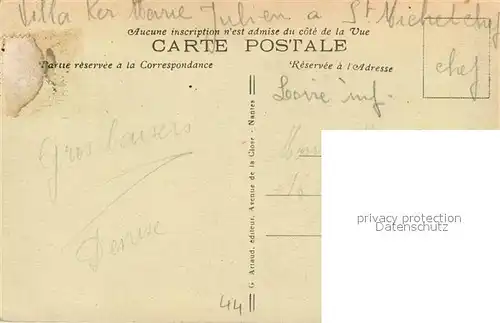 Villa Ker Marie Julien a St Michel chef
Aucune inscription n'est admise du côté de la Vue
CARTE POSTALE
Partie réservée a la Correspondance
Réservée à l'Adresse
chef
Loire inf.
Gros baisers
Denise
G. Artaud, éditeur, Avenue de la Close - Nantes
44
privacy protection
Datenschutz